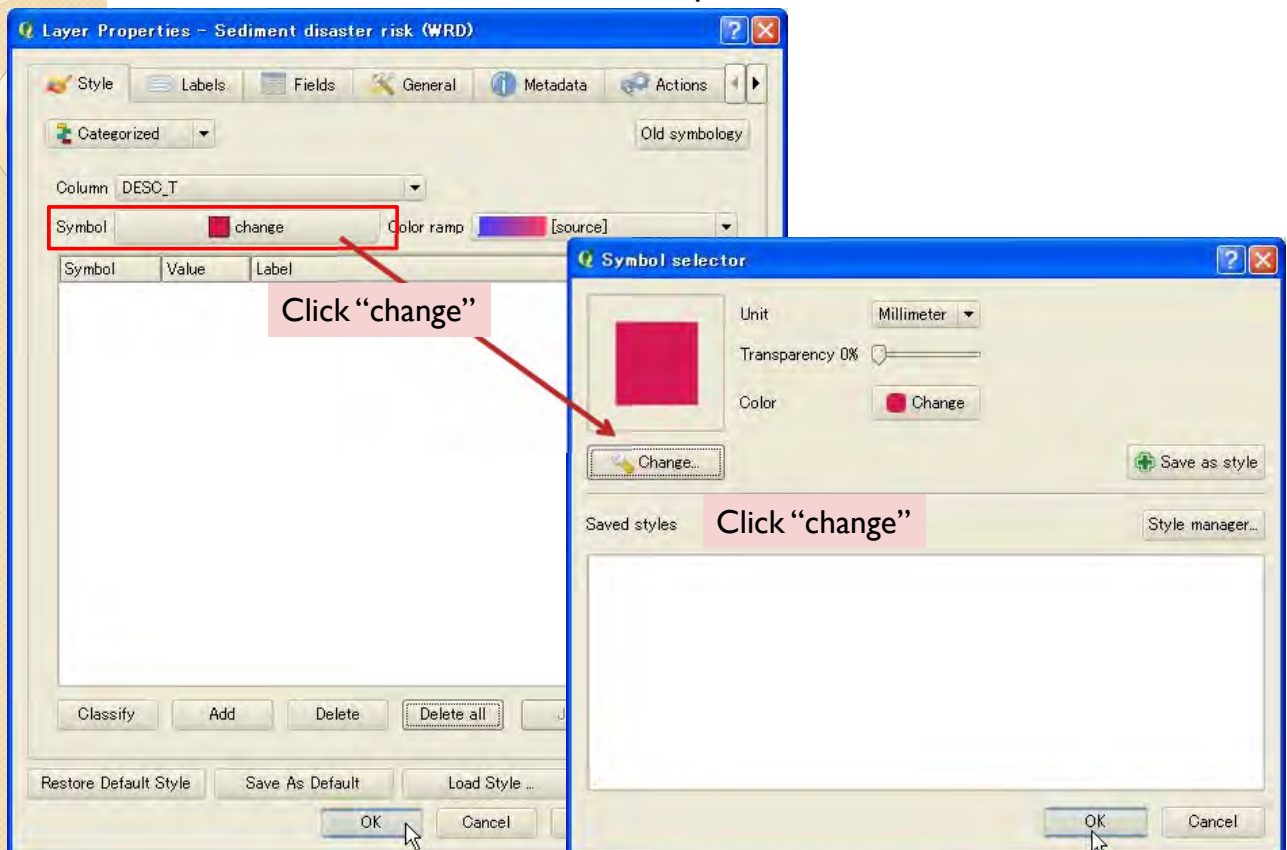 Layer Properties - Sediment disaster risk (WRD)
Style Labels Fields General Metadata Actions
Categorized Old symbology
Column DESC_T
Symbol change Color ramp [source]
Symbol Value Label
Click “change”
Classify Add Delete Delete all J
Restore Default Style Save As Default Load Style ...
OK Cancel
Symbol selector
Unit Millimeter
Transparency 0%
Color Change
Change... Save as style
Saved styles Click “change” Style manager...
OK Cancel